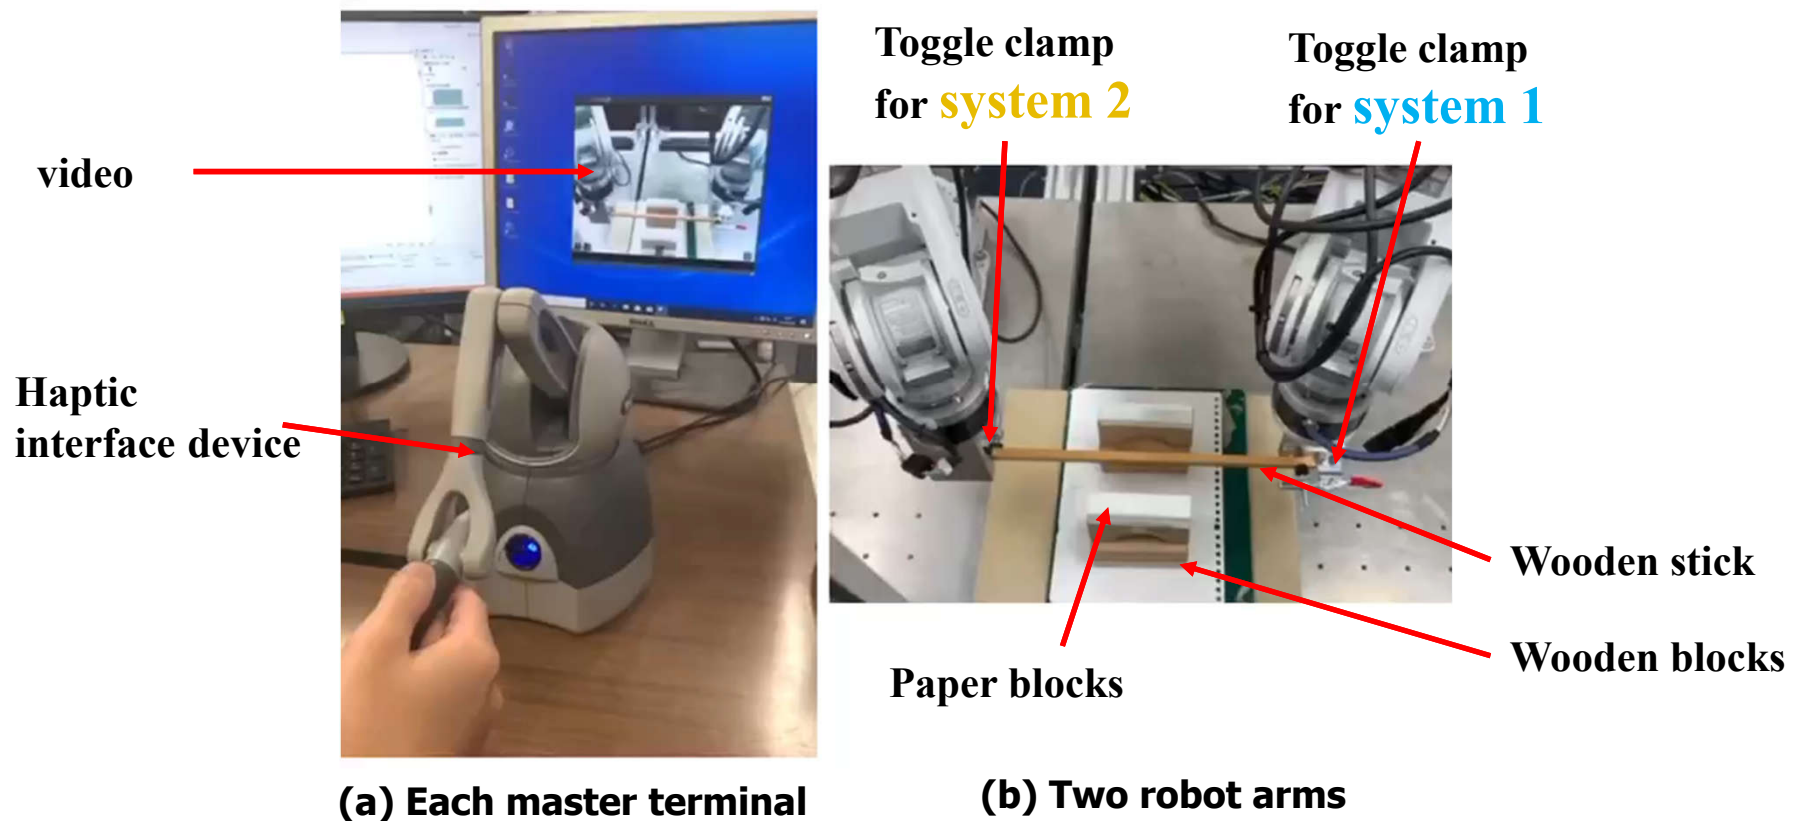 Toggle clamp
for system 2
Toggle clamp
for system 1
video
Haptic
interface device
Wooden stick
Wooden blocks
Paper blocks
(a) Each master terminal
(b) Two robot arms